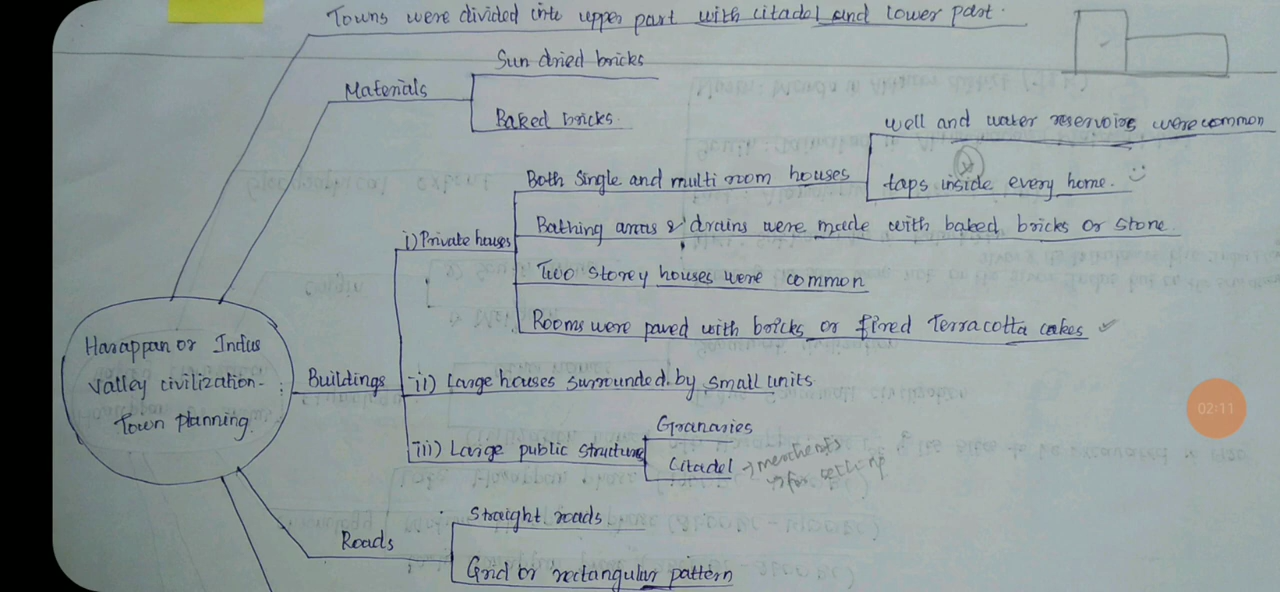 Towns were divided into upper part with citadel and lower part.
Materials
Sun dried bricks
Baked bricks.
Harappan or Indus
valley civilization-
Town planning.
Buildings
i) Private houses
Both single and multi room houses
well and water reservoirs were common
taps inside every home.
Bathing areas & drains were made with baked bricks or stone.
Two storey houses were common
Rooms were paved with bricks or fired Terracotta cakes
ii) Large houses surrounded by small units
iii) Large public structure
Granaries
Citadel → merchents
→ for
Roads
Straight roads
Grid or rectangular pattern
02:11